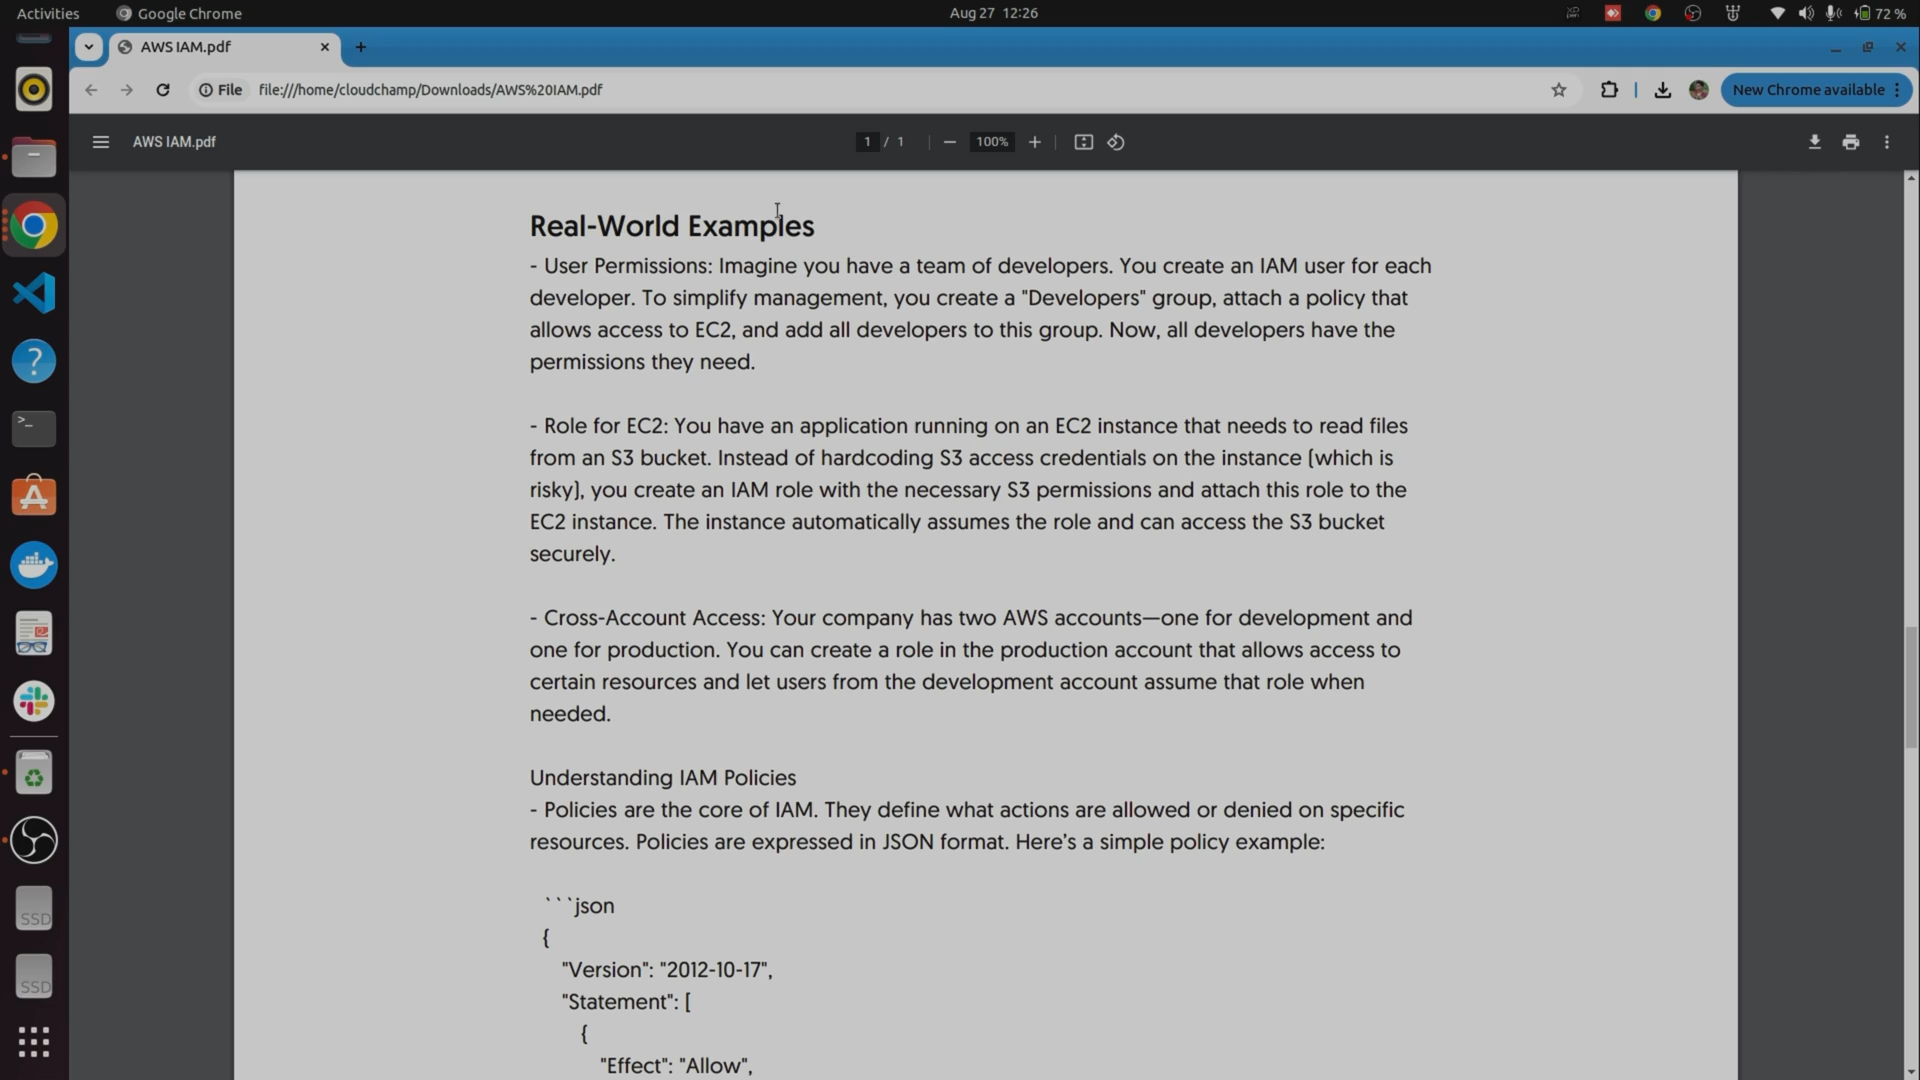 Activities
Google Chrome
Aug 27 12:26
72 %
AWS IAM.pdf
File
file:///home/cloudchamp/Downloads/AWS%20IAM.pdf
New Chrome available
AWS IAM.pdf
1 / 1
100%
Real-World Examples
- User Permissions: Imagine you have a team of developers. You create an IAM user for each
developer. To simplify management, you create a "Developers" group, attach a policy that
allows access to EC2, and add all developers to this group. Now, all developers have the
permissions they need.
- Role for EC2: You have an application running on an EC2 instance that needs to read files
from an S3 bucket. Instead of hardcoding S3 access credentials on the instance (which is
risky), you create an IAM role with the necessary S3 permissions and attach this role to the
EC2 instance. The instance automatically assumes the role and can access the S3 bucket
securely.
- Cross-Account Access: Your company has two AWS accounts—one for development and
one for production. You can create a role in the production account that allows access to
certain resources and let users from the development account assume that role when
needed.
Understanding IAM Policies
- Policies are the core of IAM. They define what actions are allowed or denied on specific
resources. Policies are expressed in JSON format. Here’s a simple policy example:
```json
{
"Version": "2012-10-17",
"Statement": [
{
"Effect": "Allow",
SSD
SSD